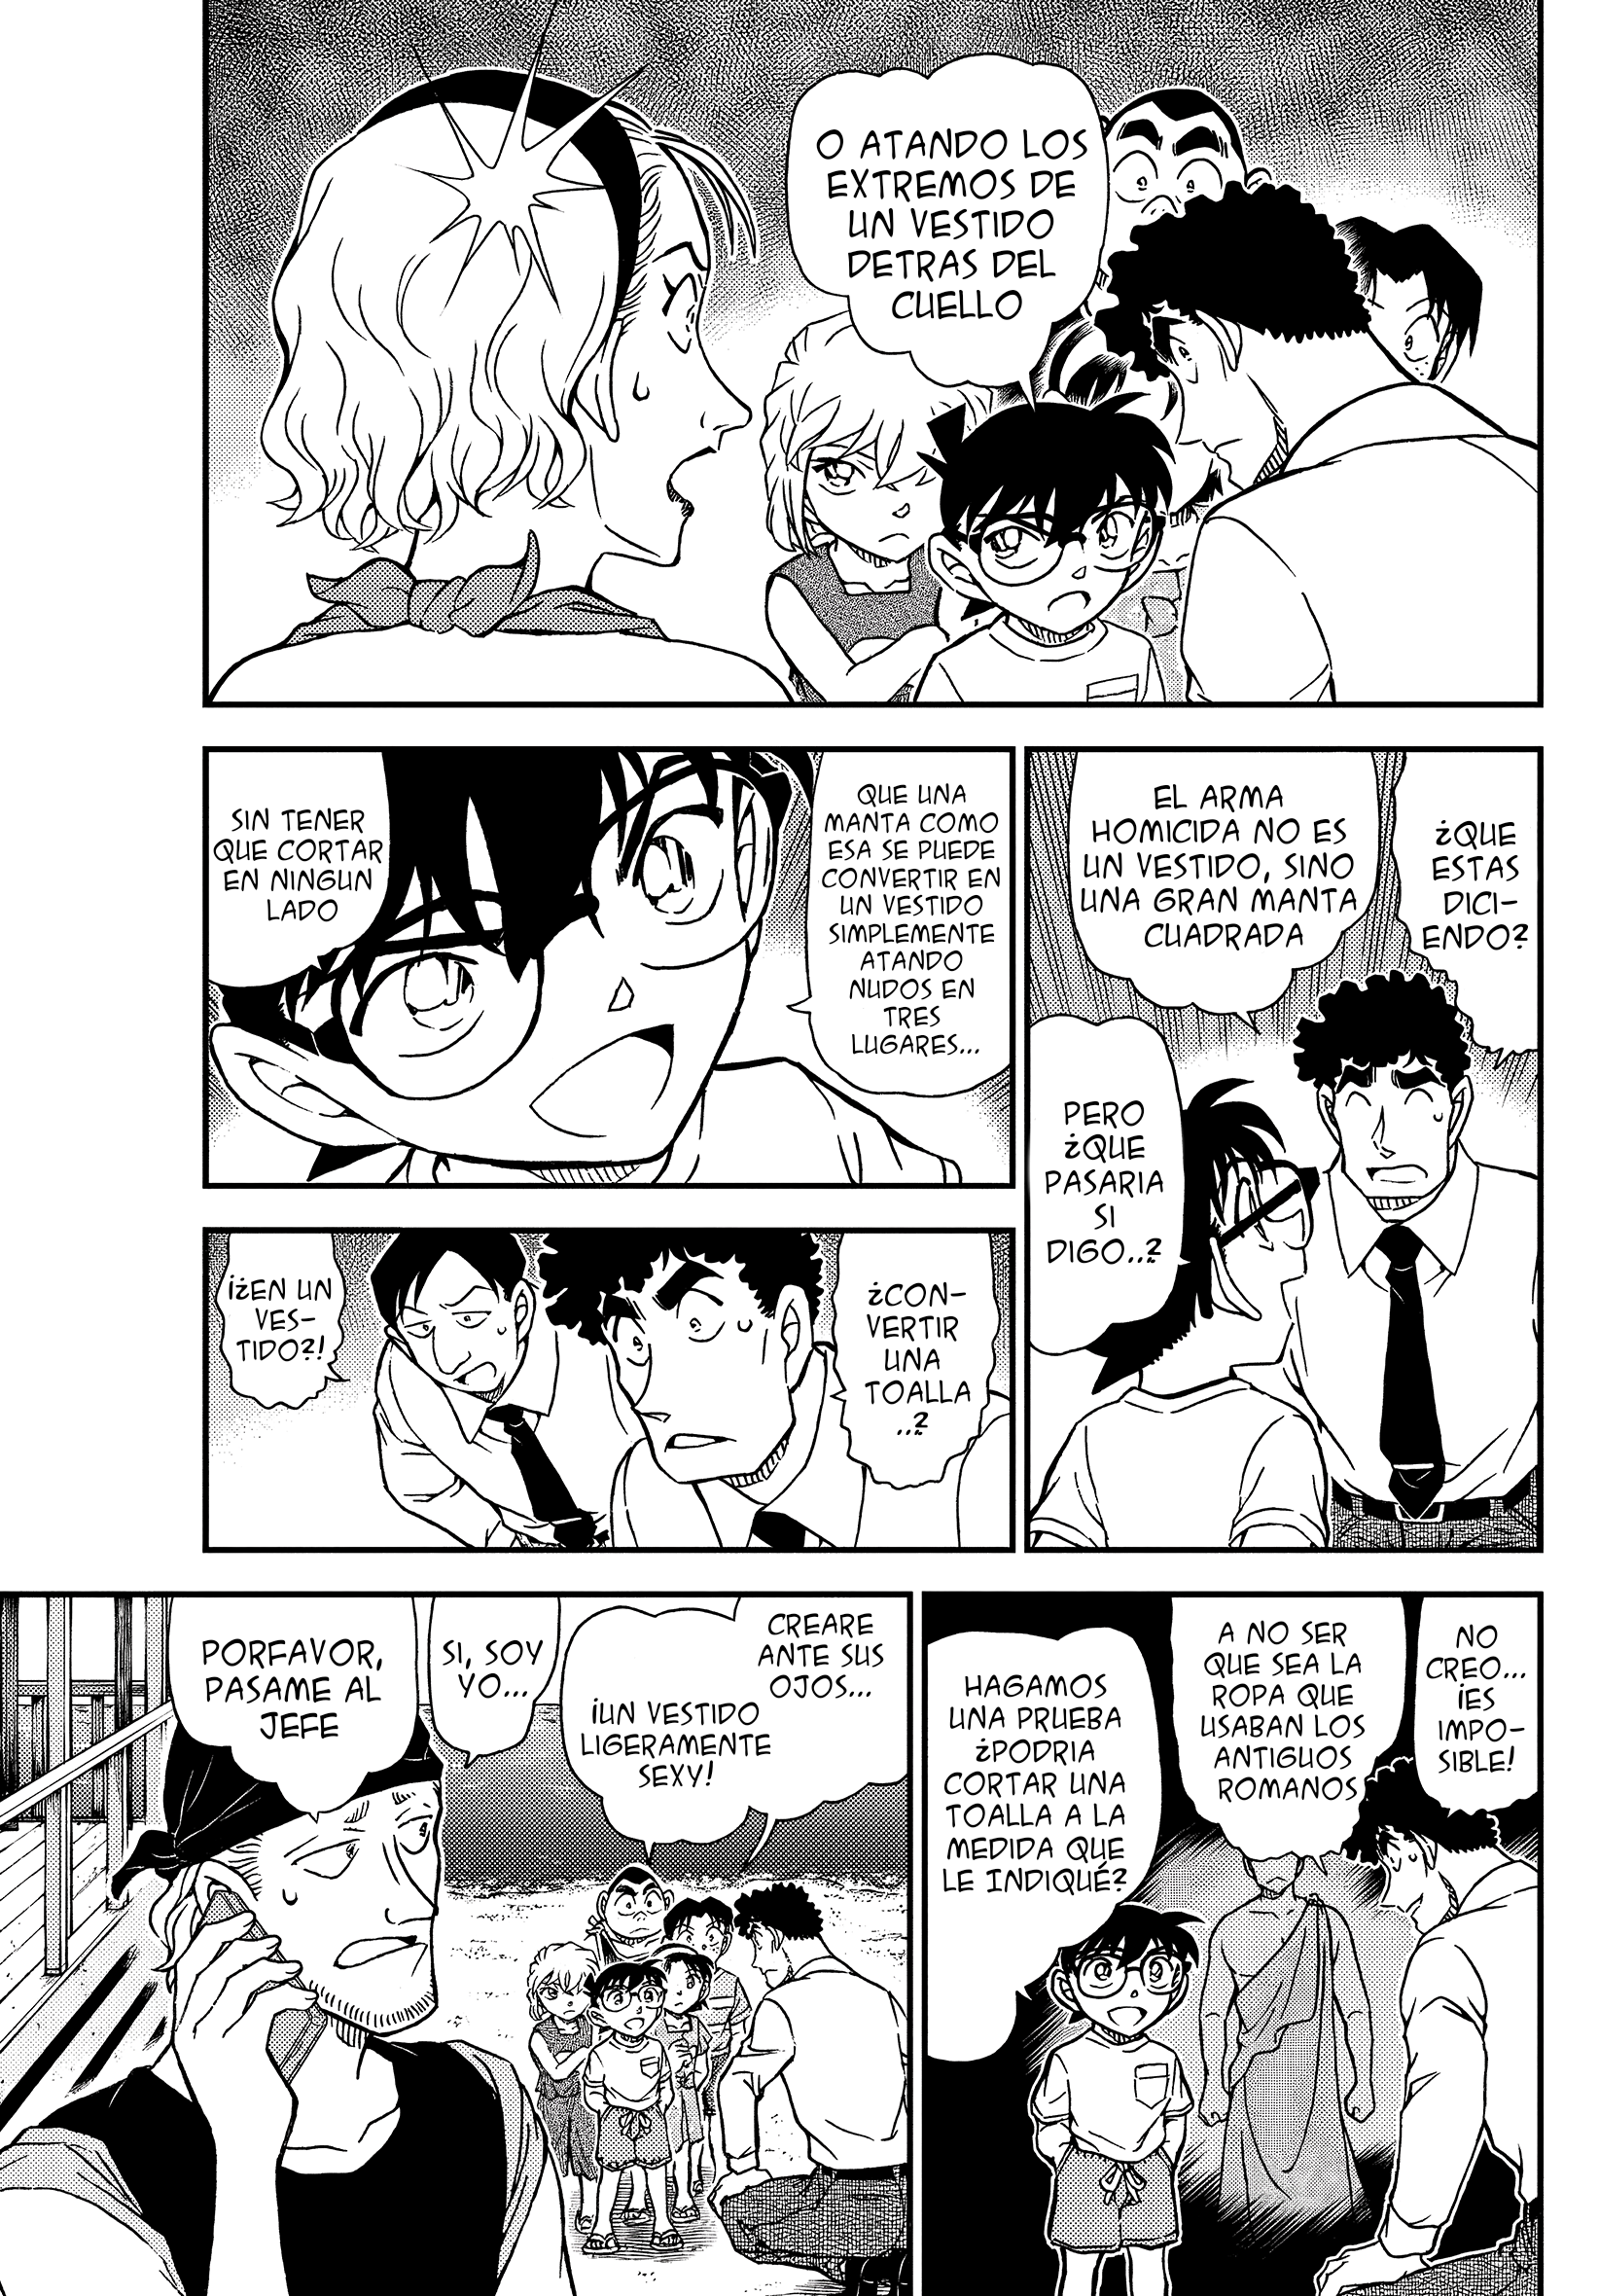 O ATANDO LOS
EXTREMOS DE
UN VESTIDO
DETRAS DEL
CUELLO
¿QUE
ESTAS
DICI-
ENDO?
EL ARMA
HOMICIDA NO ES
UN VESTIDO, SINO
UNA GRAN MANTA
CUADRADA
PERO
¿QUE
PASARIA
SI
DIGO..?
QUE UNA
MANTA COMO
ESA SE PUEDE
CONVERTIR EN
UN VESTIDO
SIMPLEMENTE
ATANDO
NUDOS EN
TRES
LUGARES...
SIN TENER
QUE CORTAR
EN NINGUN
LADO
¿CON-
VERTIR
UNA
TOALLA
..?
¡¿EN UN
VES-
TIDO?!
NO
CREO...
¡ES
IMPO-
SIBLE!
A NO SER
QUE SEA LA
ROPA QUE
USABAN LOS
ANTIGUOS
ROMANOS
HAGAMOS
UNA PRUEBA
¿PODRIA
CORTAR UNA
TOALLA A LA
MEDIDA QUE
LE INDIQUÉ?
CREARE
ANTE SUS
OJOS...
¡UN VESTIDO
LIGERAMENTE
SEXY!
SI, SOY
YO...
PORFAVOR,
PASAME AL
JEFE